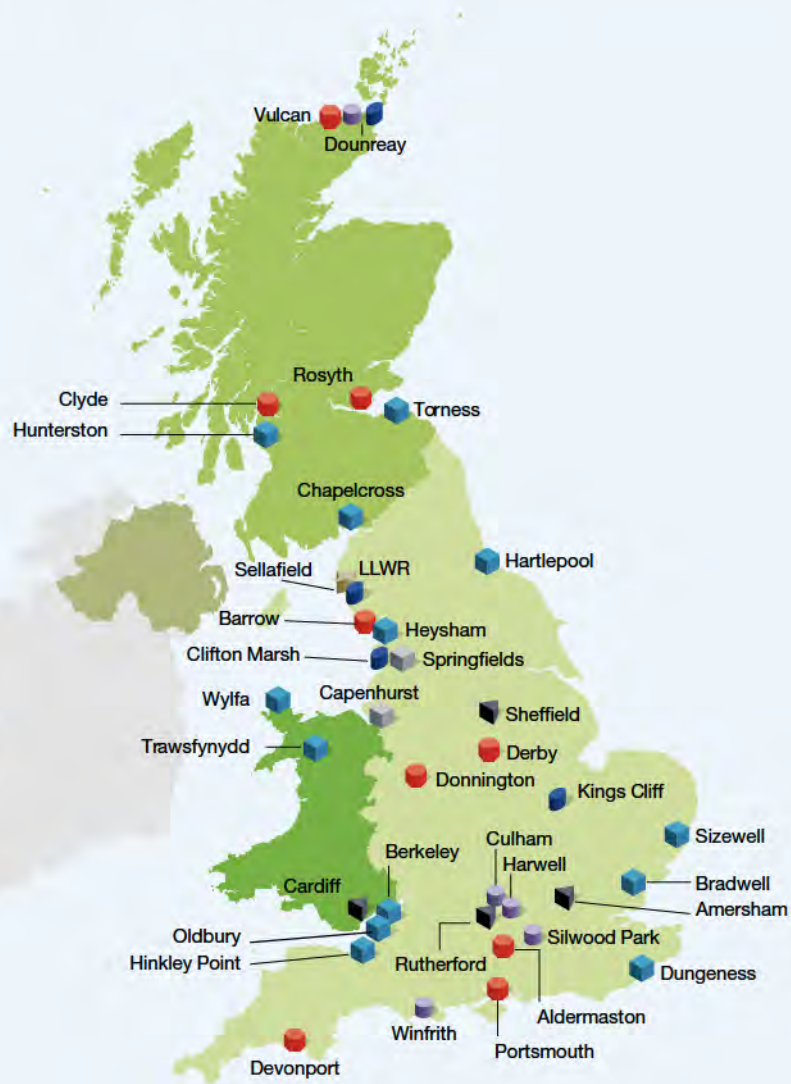 Vulcan
Dounreay
Rosyth
Clyde
Torness
Hunterston
Chapelcross
Hartlepool
Sellafield
LLWR
Barrow
Heysham
Clifton Marsh
Springfields
Wylfa
Capenhurst
Sheffield
Trawsfynydd
Derby
Donnington
Kings Cliff
Sizewell
Culham
Berkeley
Harwell
Cardiff
Bradwell
Amersham
Oldbury
Silwood Park
Hinkley Point
Rutherford
Dungeness
Aldermaston
Winfrith
Portsmouth
Devonport